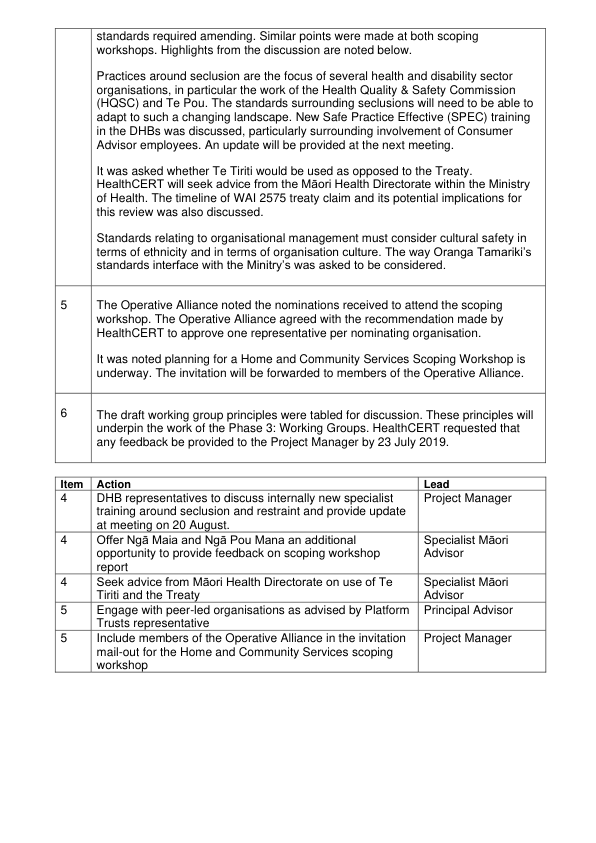 standards required amending. Similar points were made at both scoping
workshops. Highlights from the discussion are noted below.
Practices around seclusion are the focus of several health and disability sector
organisations, in particular the work of the Health Quality & Safety Commission
(HQSC) and Te Pou. The standards surrounding seclusions will need to be able to
adapt to such a changing landscape. New Safe Practice Effective (SPEC) training
in the DHBs was discussed, particularly surrounding involvement of Consumer
Advisor employees. An update will be provided at the next meeting.
It was asked whether Te Tiriti would be used as opposed to the Treaty.
HealthCERT will seek advice from the Māori Health Directorate within the Ministry
of Health. The timeline of WAI 2575 treaty claim and its potential implications for
this review was also discussed.
Standards relating to organisational management must consider cultural safety in
terms of ethnicity and in terms of organisation culture. The way Oranga Tamariki's
standards interface with the Minitry's was asked to be considered.
5 The Operative Alliance noted the nominations received to attend the scoping
workshop. The Operative Alliance agreed with the recommendation made by
HealthCERT to approve one representative per nominating organisation.
It was noted planning for a Home and Community Services Scoping Workshop is
underway. The invitation will be forwarded to members of the Operative Alliance.
6 The draft working group principles were tabled for discussion. These principles will
underpin the work of the Phase 3: Working Groups. HealthCERT requested that
any feedback be provided to the Project Manager by 23 July 2019.
Item Action Lead
4 DHB representatives to discuss internally new specialist Project Manager
training around seclusion and restraint and provide update
at meeting on 20 August.
4 Offer Ngā Maia and Ngā Pou Mana an additional Specialist Māori
opportunity to provide feedback on scoping workshop Advisor
report
4 Seek advice from Māori Health Directorate on use of Te Specialist Māori
Tiriti and the Treaty Advisor
5 Engage with peer-led organisations as advised by Platform Principal Advisor
Trusts representative
5 Include members of the Operative Alliance in the invitation Project Manager
mail-out for the Home and Community Services scoping
workshop